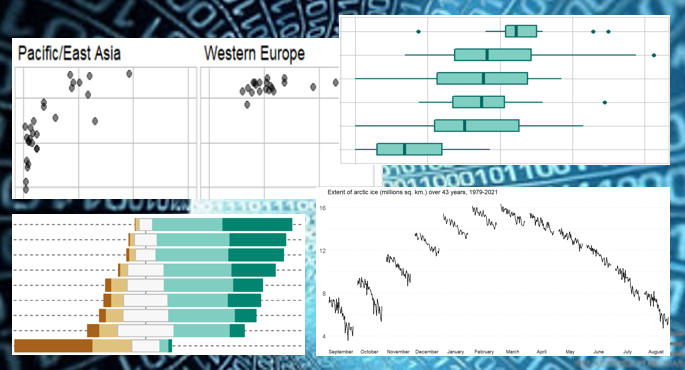 Pacific/East Asia
Western Europe
Extent of arctic ice (millions sq. km.) over 43 years, 1979-2021
16
12
8
4
September October November December January February March April May June July August